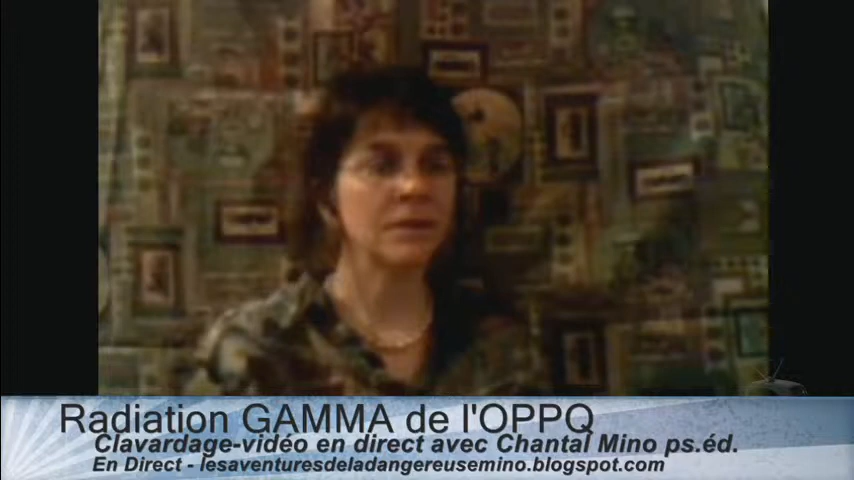 Radiation GAMMA de l'OPPQ
Clavardage-vidéo en direct avec Chantal Mino ps.éd.
En Direct - lesaventuresdeladangereusemino.blogspot.com